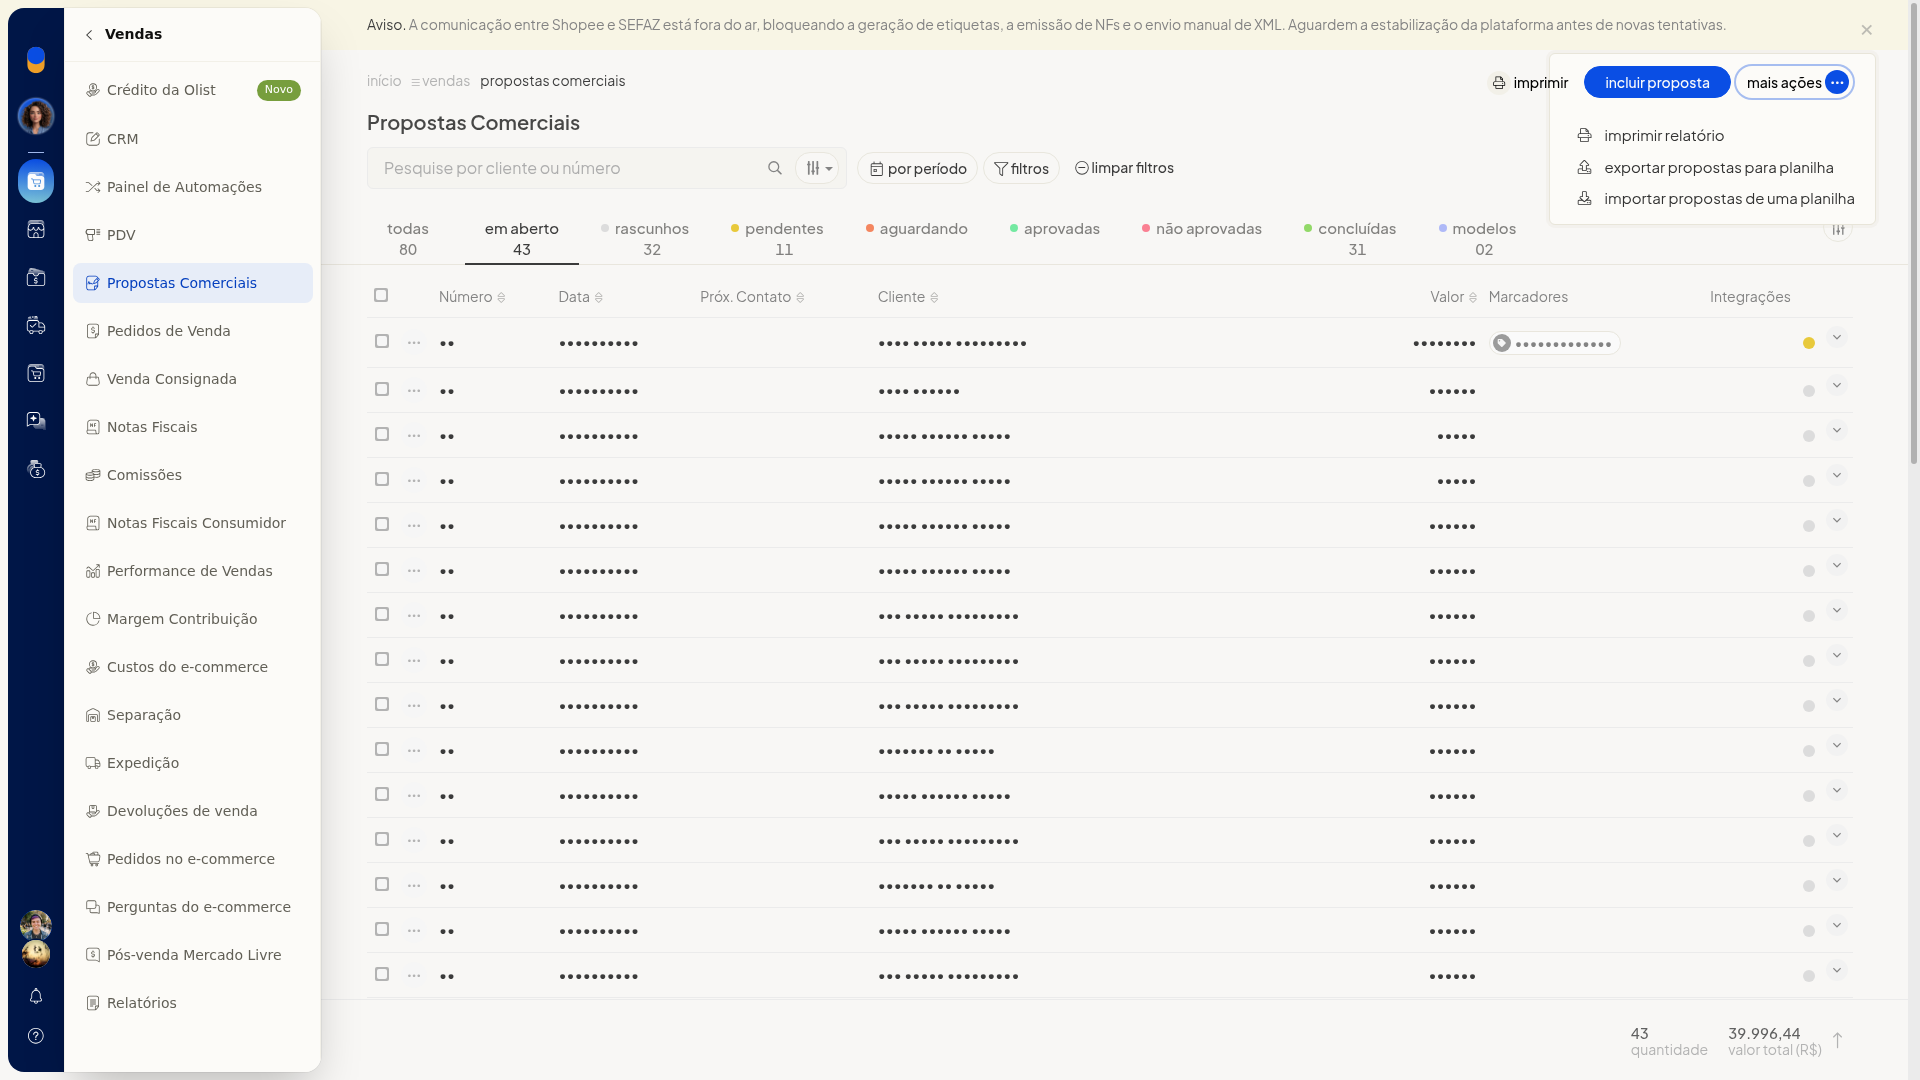 Vendas
Crédito da Olist
Novo
CRM
Painel de Automações
PDV
Propostas Comerciais
Pedidos de Venda
Venda Consignada
Notas Fiscais
Comissões
Notas Fiscais Consumidor
Performance de Vendas
Margem Contribuição
Custos do e-commerce
Separação
Expedição
Devoluções de venda
Pedidos no e-commerce
Perguntas do e-commerce
Pós-venda Mercado Livre
Relatórios
Aviso. A comunicação entre Shopee e SEFAZ está fora do ar, bloqueando a geração de etiquetas, a emissão de NFs e o envio manual de XML. Aguardem a estabilização da plataforma antes de novas tentativas.
início vendas propostas comerciais
imprimir
incluir proposta
mais ações
imprimir relatório
exportar propostas para planilha
importar propostas de uma planilha
Propostas Comerciais
Pesquise por cliente ou número
por período
filtros
limpar filtros
todas
80
em aberto
43
rascunhos
32
pendentes
11
aguardando
aprovadas
não aprovadas
concluídas
31
modelos
02
Número Data Próx. Contato Cliente Valor Marcadores Integrações
43
quantidade
39.996,44
valor total (R$)